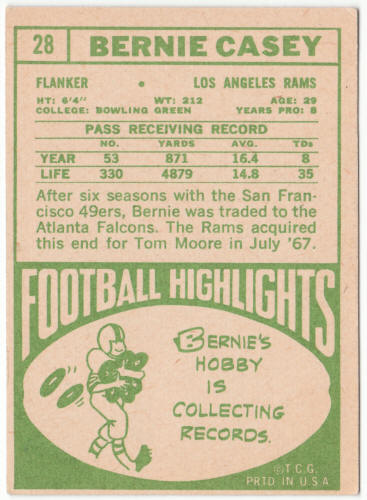 28 BERNIE CASEY
FLANKER • LOS ANGELES RAMS
HT: 6'4" WT: 212 AGE: 29
COLLEGE: BOWLING GREEN YEARS PRO: 8
PASS RECEIVING RECORD
NO. YARDS AVG. TDs
YEAR 53 871 16.4 8
LIFE 330 4879 14.8 35
After six seasons with the San Fran-
cisco 49ers, Bernie was traded to the
Atlanta Falcons. The Rams acquired
this end for Tom Moore in July '67.
FOOTBALL HIGHLIGHTS
BERNIE'S
HOBBY
IS
COLLECTING
RECORDS.
©T.C.G.
PRTD IN U.S.A